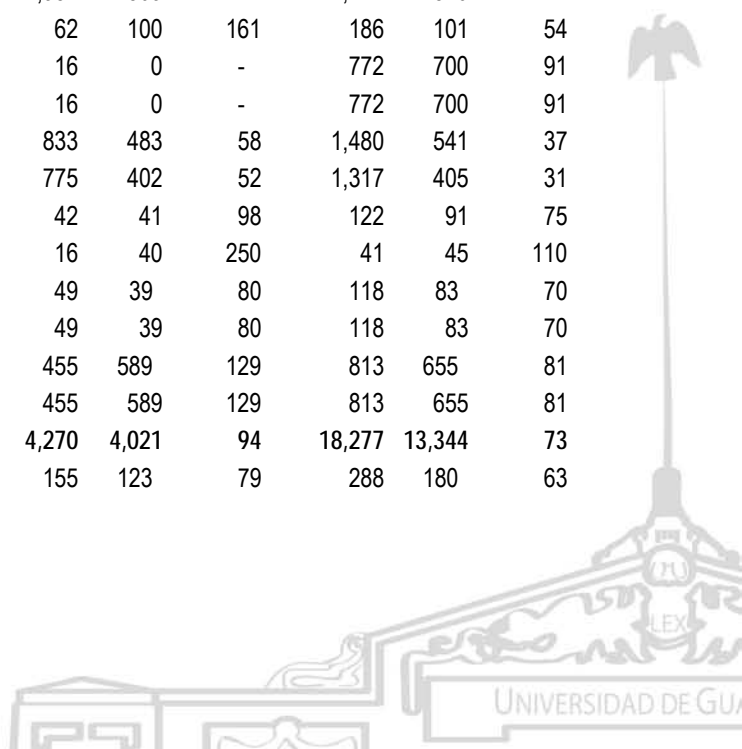 62 100 161 186 101 54
16 0 - 772 700 91
16 0 - 772 700 91
833 483 58 1,480 541 37
775 402 52 1,317 405 31
42 41 98 122 91 75
16 40 250 41 45 110
49 39 80 118 83 70
49 39 80 118 83 70
455 589 129 813 655 81
455 589 129 813 655 81
4,270 4,021 94 18,277 13,344 73
155 123 79 288 180 63
LEX
UNIVERSIDAD DE GUA